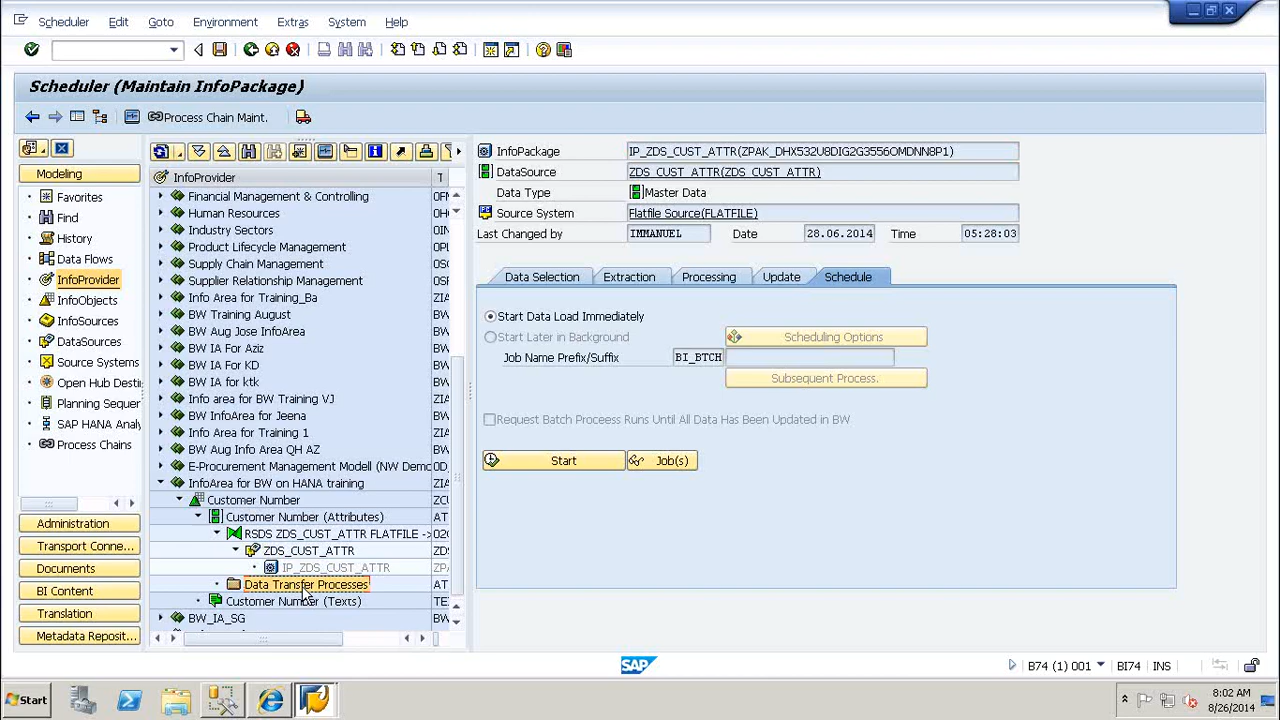 Scheduler Edit Goto Environment Extras System Help
Scheduler (Maintain InfoPackage)
Process Chain Maint.
Modeling
Favorites
Find
History
Data Flows
InfoProvider
InfoObjects
InfoSources
DataSources
Source Systems
Open Hub Desti
Planning Sequer
SAP HANA Analy
Process Chains
Administration
Transport Conne...
Documents
BI Content
Translation
Metadata Reposit...
InfoProvider T
Financial Management & Controlling 0FM
Human Resources 0H
Industry Sectors 0IN
Product Lifecycle Management 0PL
Supply Chain Management 0S
Supplier Relationship Management 0S
Info Area for Training_Ba ZIA
BW Training August BW
BW Aug Jose InfoArea BW
BW IA For Aziz BW
BW IA for KD BW
BW IA for ktk BW
Info area for BW Training VJ BW
BW InfoArea for Jeena BW
Info Area for Training 1 BW
BW Aug Info Area QH AZ BW
E-Procurement Management Modell (NW Demo EP
InfoArea for BW on HANA training ZIA
Customer Number ZC
Customer Number (Attributes) AT
RSDS ZDS_CUST_ATTR FLATFILE -> 020
ZDS_CUST_ATTR ZD
IP_ZDS_CUST_ATTR ZP
Data Transfer Processes AT
Customer Number (Texts) TE
BW_IA_SG BW
InfoPackage IP_ZDS_CUST_ATTR(ZPAK_DHX532U8DIG2G3556OMDNN8P1)
DataSource ZDS_CUST_ATTR(ZDS_CUST_ATTR)
Data Type Master Data
Source System Flatfile Source(FLATFILE)
Last Changed by IMMANUEL Date 28.06.2014 Time 05:28:03
Data Selection Extraction Processing Update Schedule
Start Data Load Immediately
Start Later in Background Scheduling Options
Job Name Prefix/Suffix BI_BTCH
Subsequent Process.
Request Batch Proceess Runs Until All Data Has Been Updated in BW
Start Job(s)
SAP B74 (1) 001 BI74 INS
Start 8:02 AM
8/26/2014